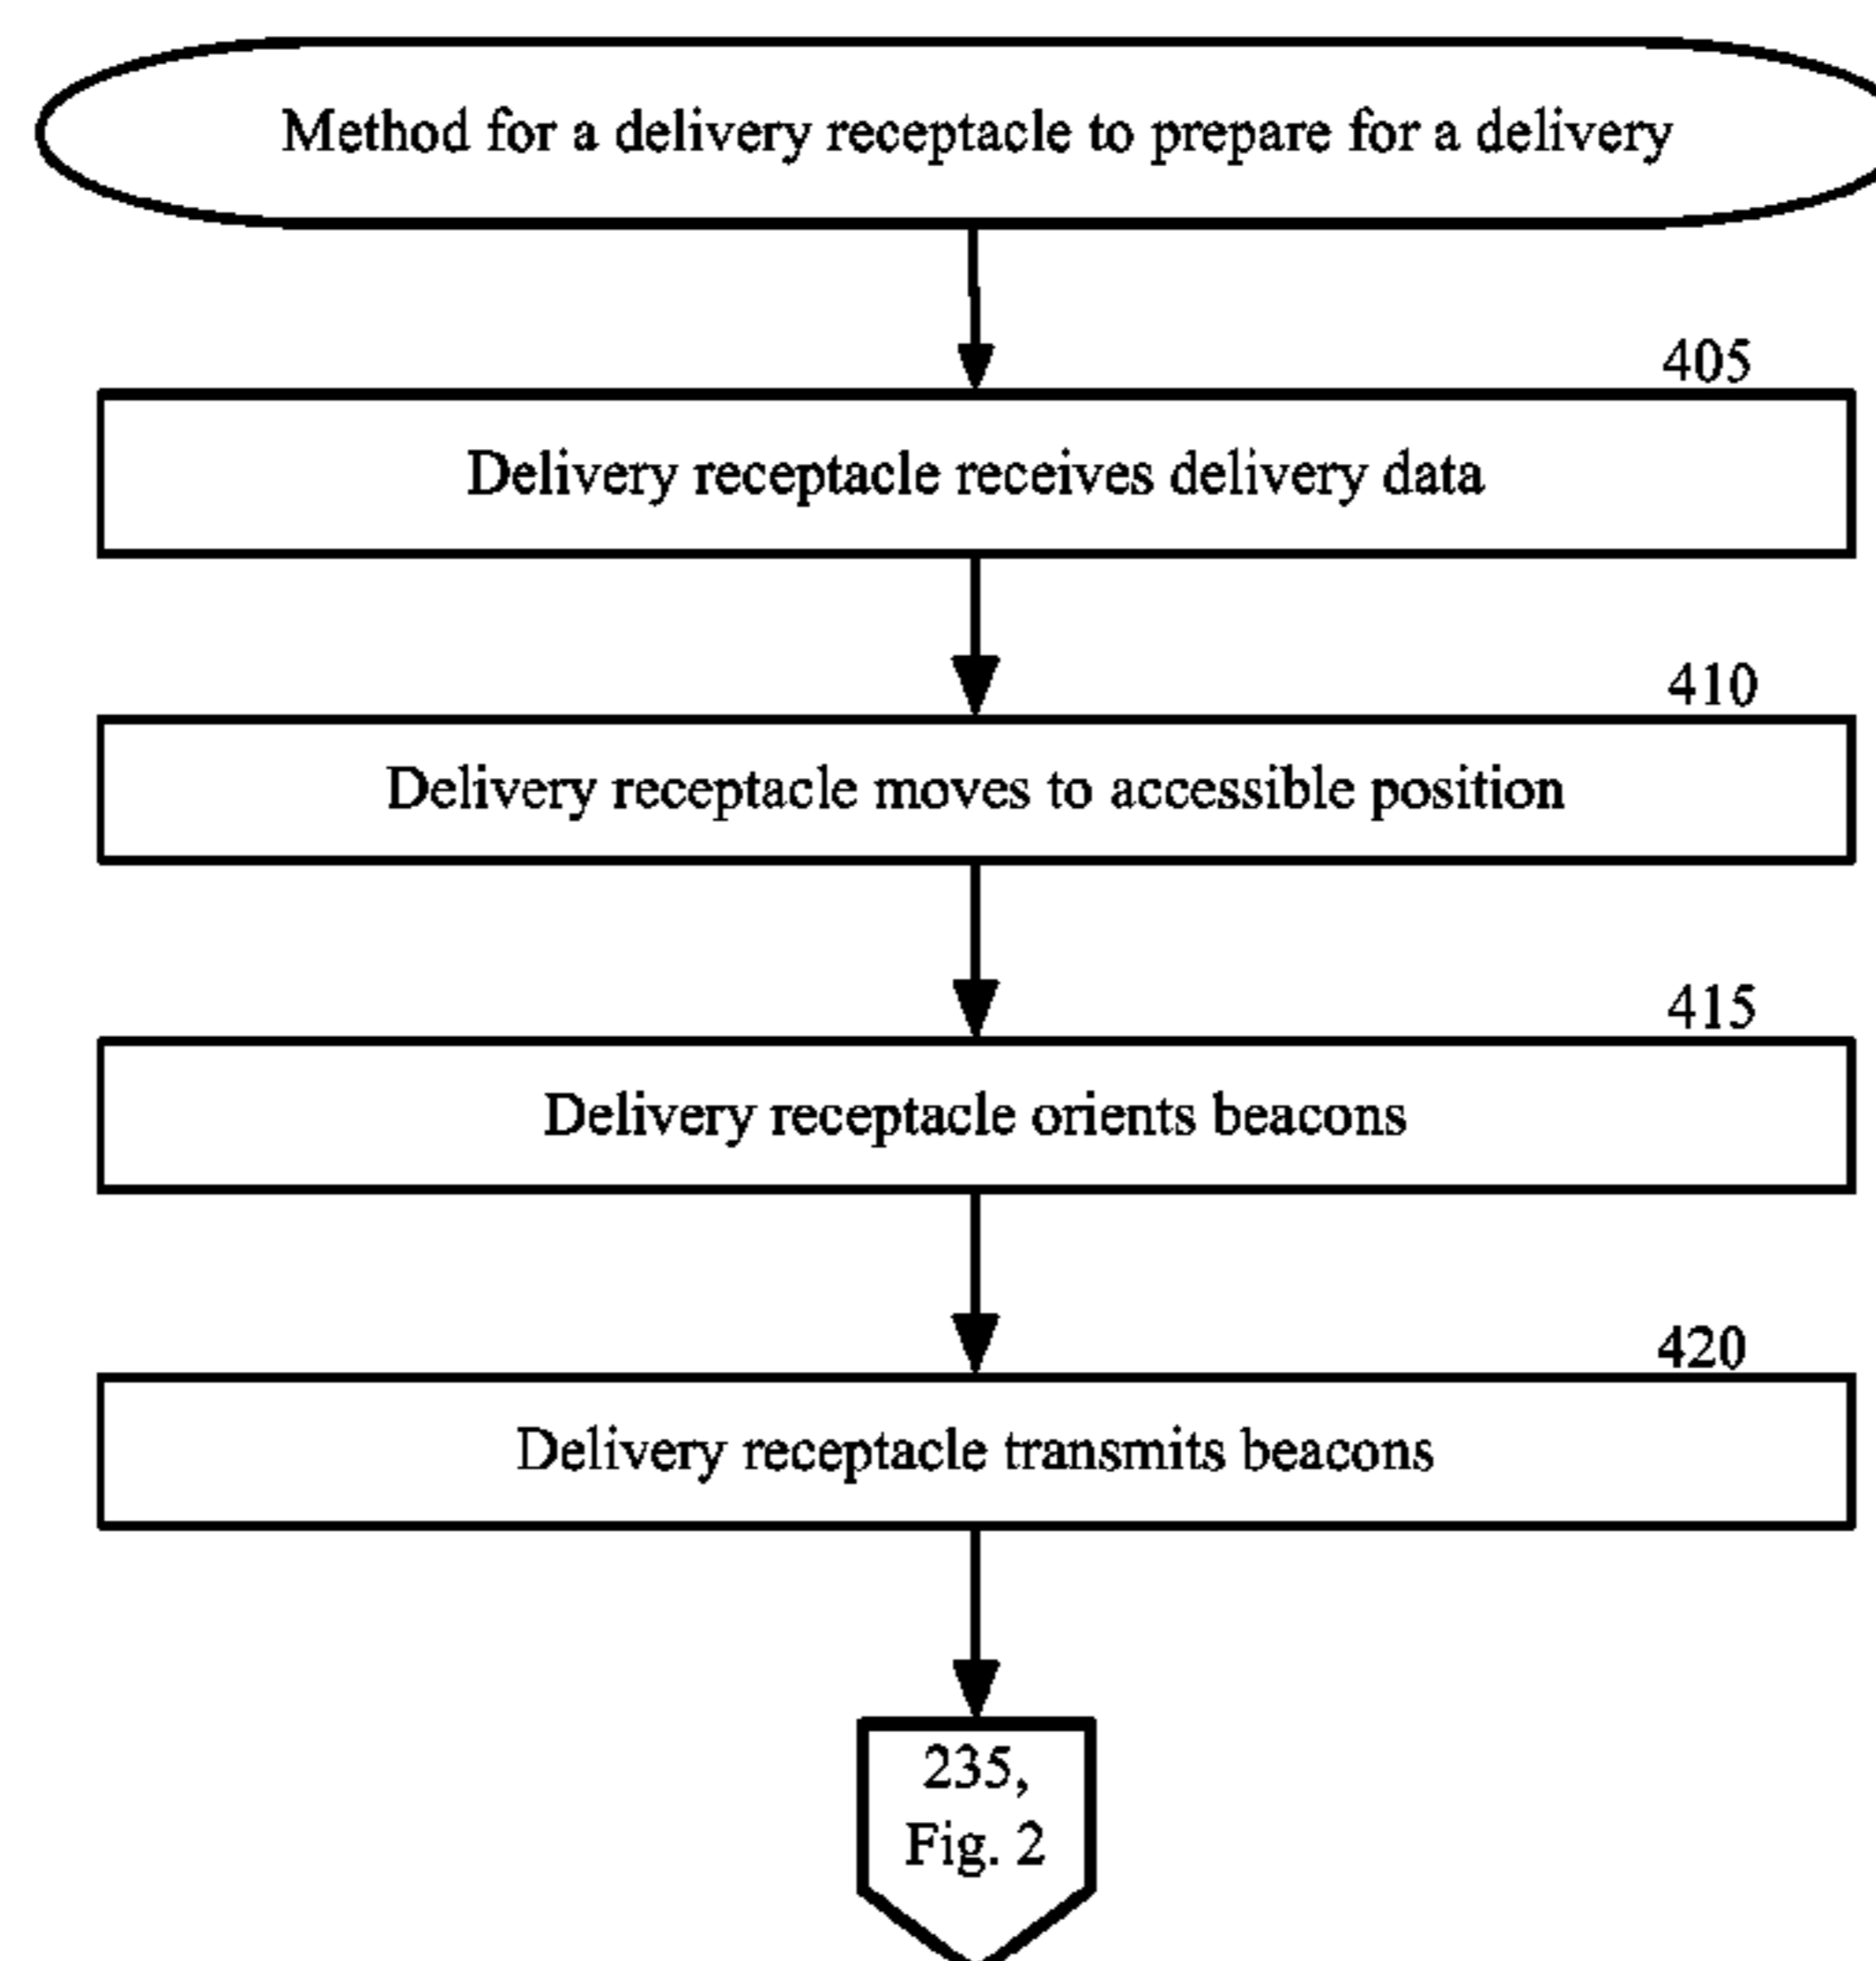 Method for a delivery receptacle to prepare for a delivery
405
Delivery receptacle receives delivery data
410
Delivery receptacle moves to accessible position
415
Delivery receptacle orients beacons
420
Delivery receptacle transmits beacons
235,
Fig. 2